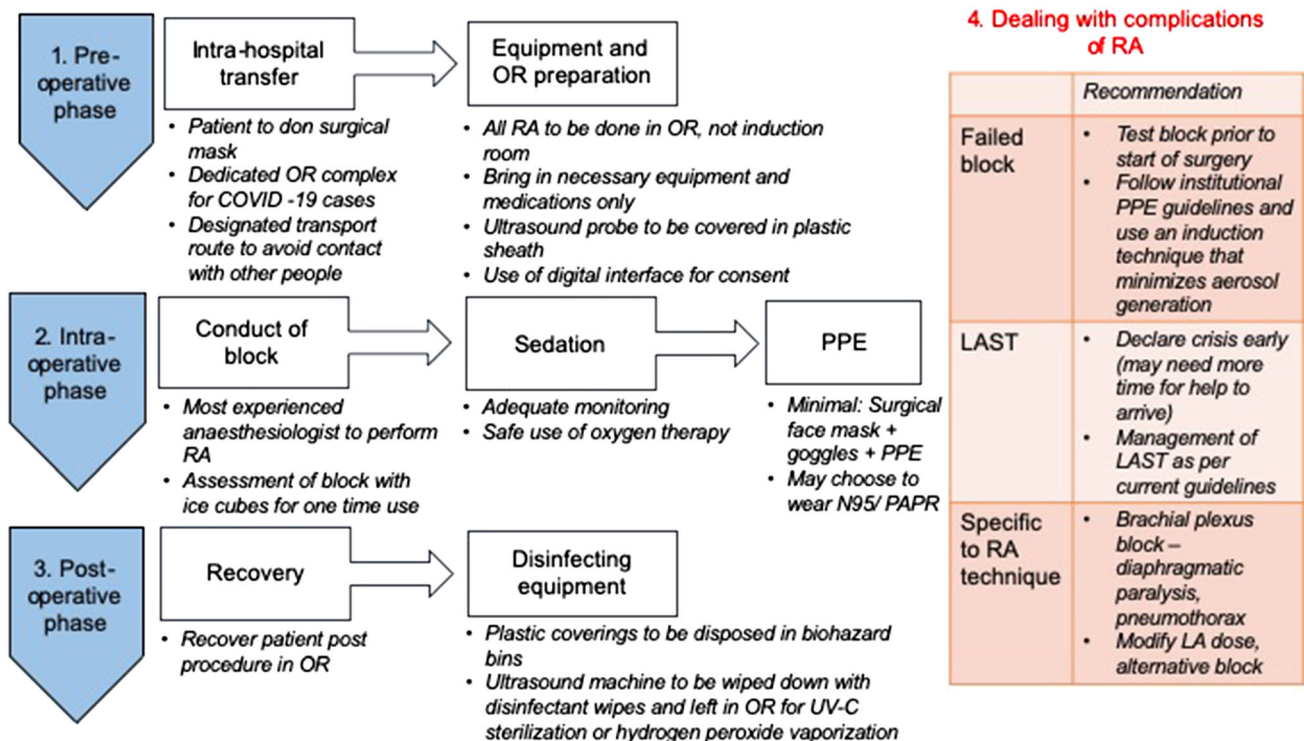 1. Pre-
operative
phase
Intra-hospital
transfer
• Patient to don surgical
mask
• Dedicated OR complex
for COVID -19 cases
• Designated transport
route to avoid contact
with other people
Equipment and
OR preparation
• All RA to be done in OR, not induction
room
• Bring in necessary equipment and
medications only
• Ultrasound probe to be covered in plastic
sheath
• Use of digital interface for consent
2. Intra-
operative
phase
Conduct of
block
• Most experienced
anaesthesiologist to perform
RA
• Assessment of block with
ice cubes for one time use
Sedation
• Adequate monitoring
• Safe use of oxygen therapy
PPE
• Minimal: Surgical
face mask +
goggles + PPE
• May choose to
wear N95/ PAPR
3. Post-
operative
phase
Recovery
• Recover patient post
procedure in OR
Disinfecting
equipment
• Plastic coverings to be disposed in biohazard
bins
• Ultrasound machine to be wiped down with
disinfectant wipes and left in OR for UV-C
sterilization or hydrogen peroxide vaporization
4. Dealing with complications
of RA
Recommendation
Failed
block
• Test block prior to
start of surgery
• Follow institutional
PPE guidelines and
use an induction
technique that
minimizes aerosol
generation
LAST
• Declare crisis early
(may need more
time for help to
arrive)
• Management of
LAST as per
current guidelines
Specific
to RA
technique
• Brachial plexus
block –
diaphragmatic
paralysis,
pneumothorax
• Modify LA dose,
alternative block